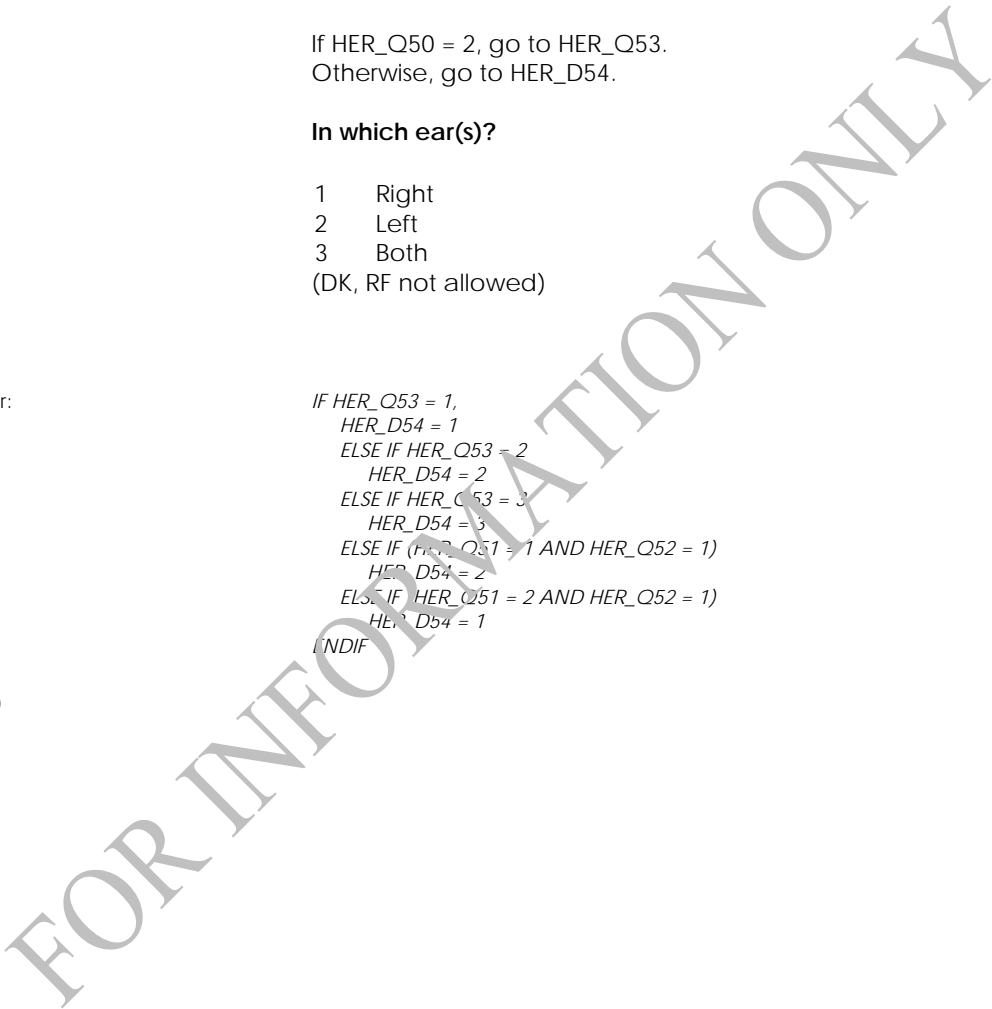 If HER_Q50 = 2, go to HER_Q53.
Otherwise, go to HER_D54.
In which ear(s)?
1 Right
2 Left
3 Both
(DK, RF not allowed)
r:
IF HER_Q53 = 1,
HER_D54 = 1
ELSE IF HER_Q53 = 2
HER_D54 = 2
ELSE IF HER_Q53 = 3
HER_D54 = 3
ELSE IF (HER_Q51 = 1 AND HER_Q52 = 1)
HER_D54 = 2
ELSE IF (HER_Q51 = 2 AND HER_Q52 = 1)
HER_D54 = 1
ENDIF
)
FOR INFORMATION ONLY